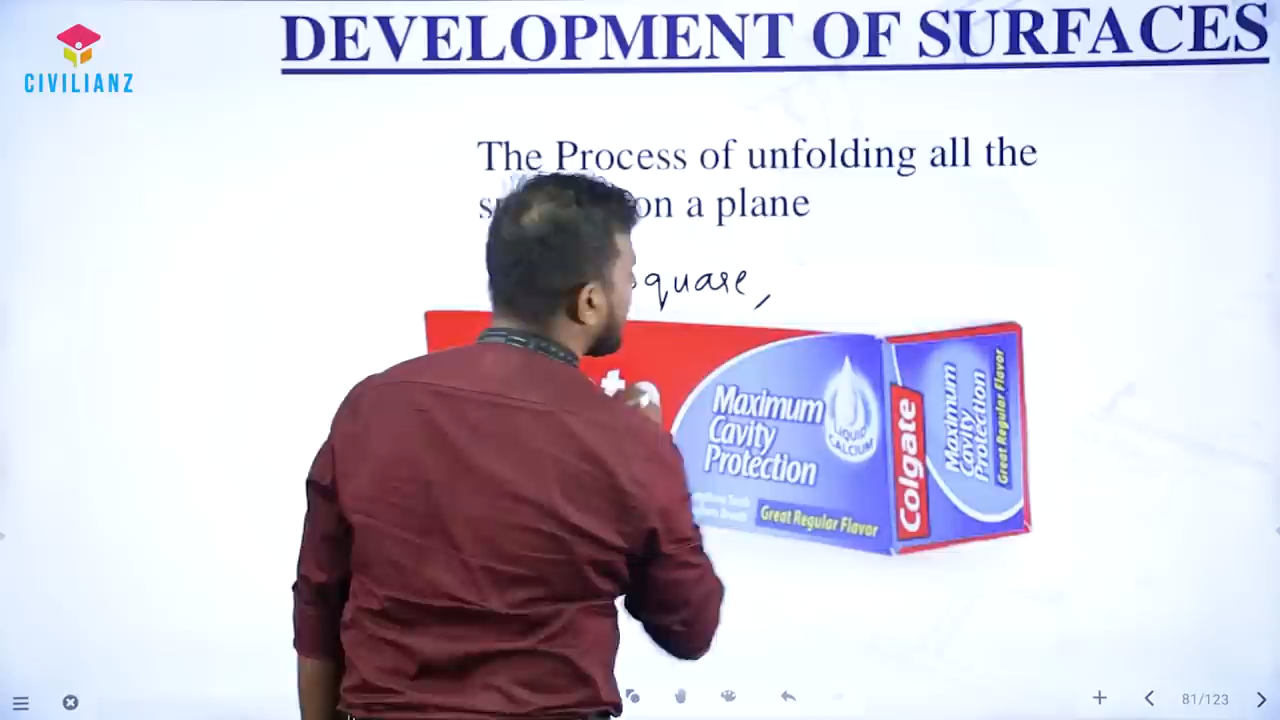 DEVELOPMENT OF SURFACES
CIVILIANZ
The Process of unfolding all the
on a plane
square,
Maximum
Cavity
Protection
LIQUID
CALCIUM
Great Regular Flavor
Colgate
Maximum
Cavity
Protection
Great Regular Flavor
81/123